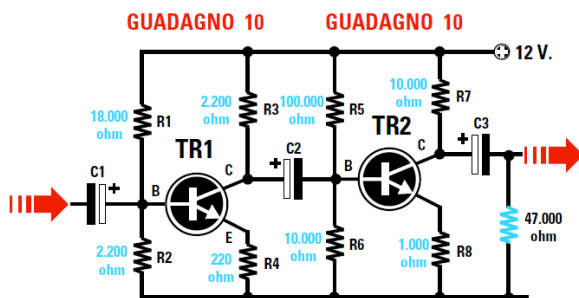 GUADAGNO 10 GUADAGNO 10
12 V.
18.000 ohm R1
2.200 ohm R3
100.000 ohm R5
10.000 ohm R7
TR1
TR2
C1 +
+ C2
+ C3
B C E
B C
2.200 ohm R2
220 ohm R4
10.000 ohm R6
1.000 ohm R8
47.000 ohm